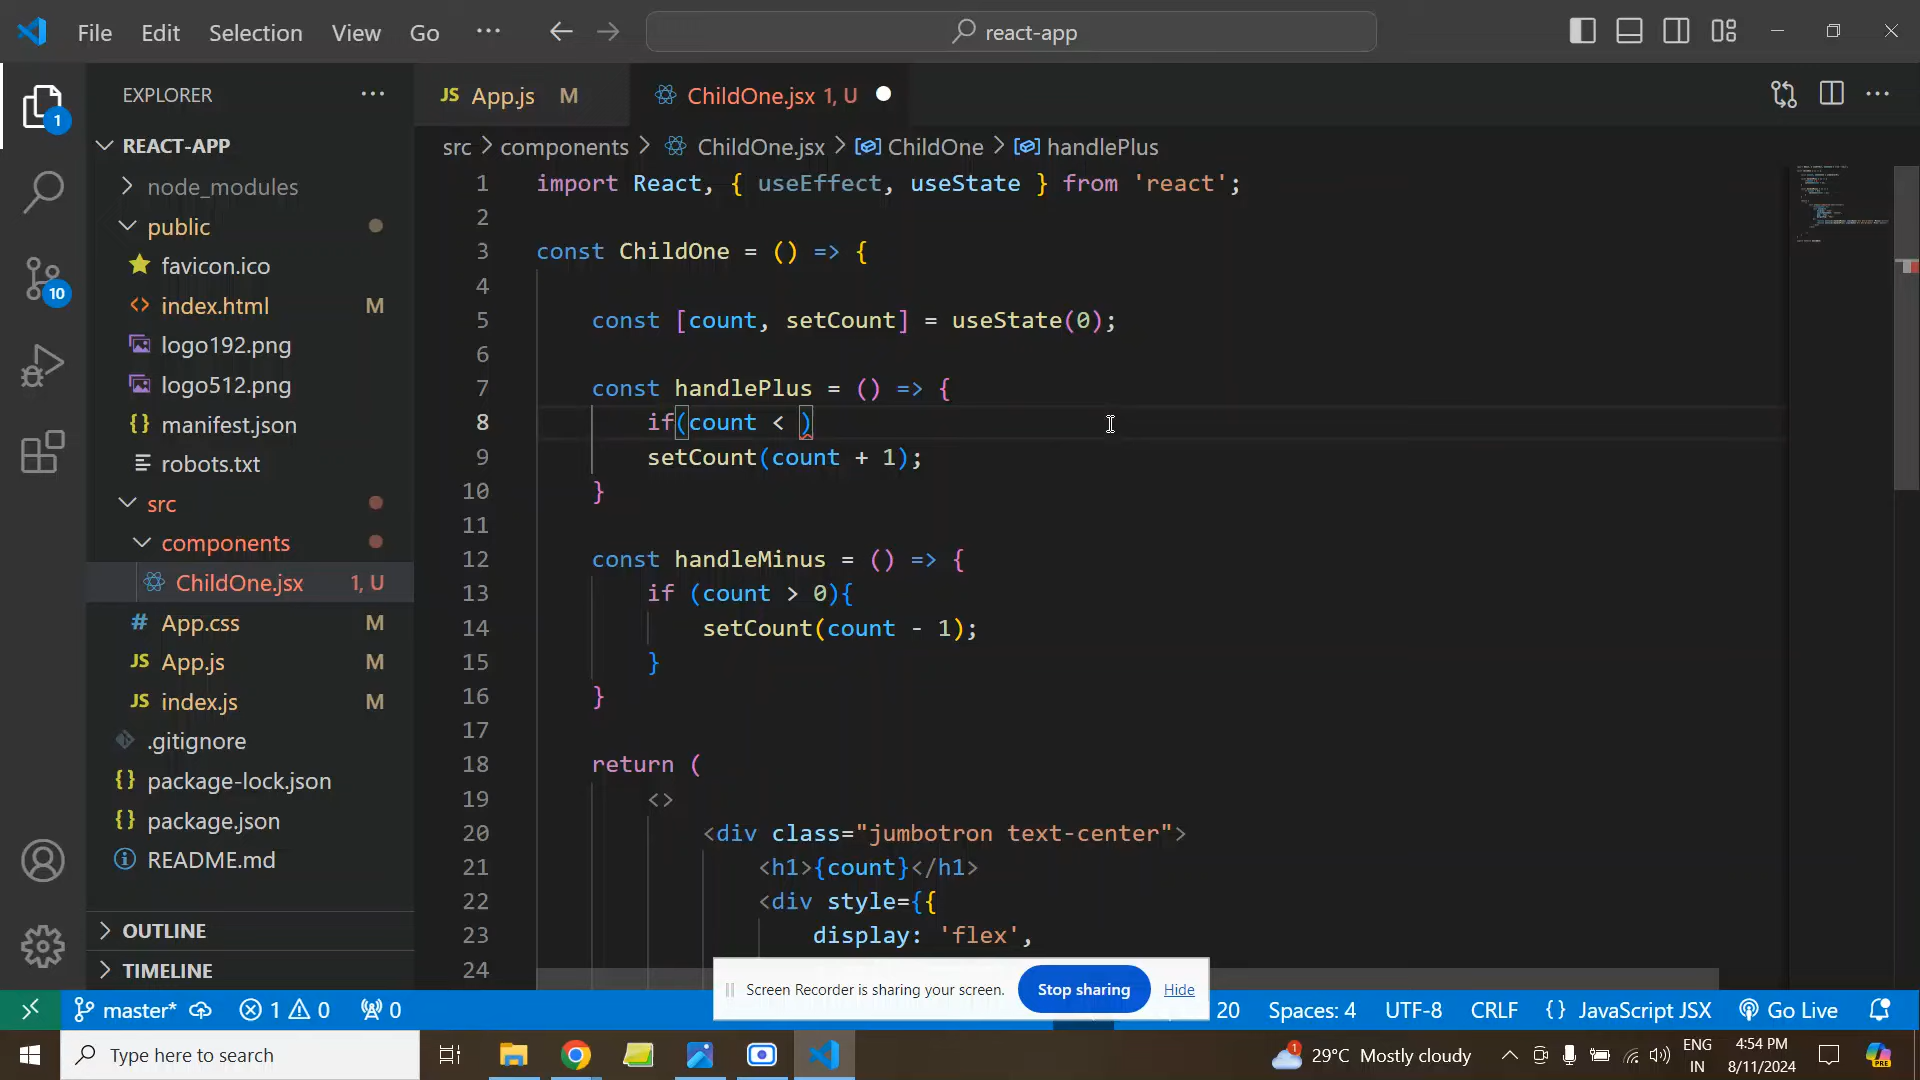 File Edit Selection View Go ··· react-app
EXPLORER ···
App.js M
ChildOne.jsx 1, U
REACT-APP
src > components > ChildOne.jsx > ChildOne > handlePlus
node_modules
public
favicon.ico
index.html M
logo192.png
logo512.png
manifest.json
robots.txt
src
components
ChildOne.jsx 1, U
App.css M
App.js M
index.js M
.gitignore
package-lock.json
package.json
README.md
OUTLINE
TIMELINE
1
10
1 import React, { useEffect, useState } from 'react';
2
3 const ChildOne = () => {
4
5 const [count, setCount] = useState(0);
6
7 const handlePlus = () => {
8 if(count < )
9 setCount(count + 1);
10 }
11
12 const handleMinus = () => {
13 if (count > 0){
14 setCount(count - 1);
15 }
16 }
17
18 return (
19 <>
20 <div class="jumbotron text-center">
21 <h1>{count}</h1>
22 <div style={{
23 display: 'flex',
24
Screen Recorder is sharing your screen. Stop sharing Hide
master* 1 0 0 20 Spaces: 4 UTF-8 CRLF {} JavaScript JSX Go Live
Type here to search
1 29°C Mostly cloudy
ENG
IN
4:54 PM
8/11/2024
PRE